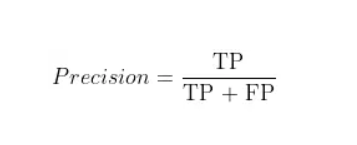 Precision = TP / TP + FP